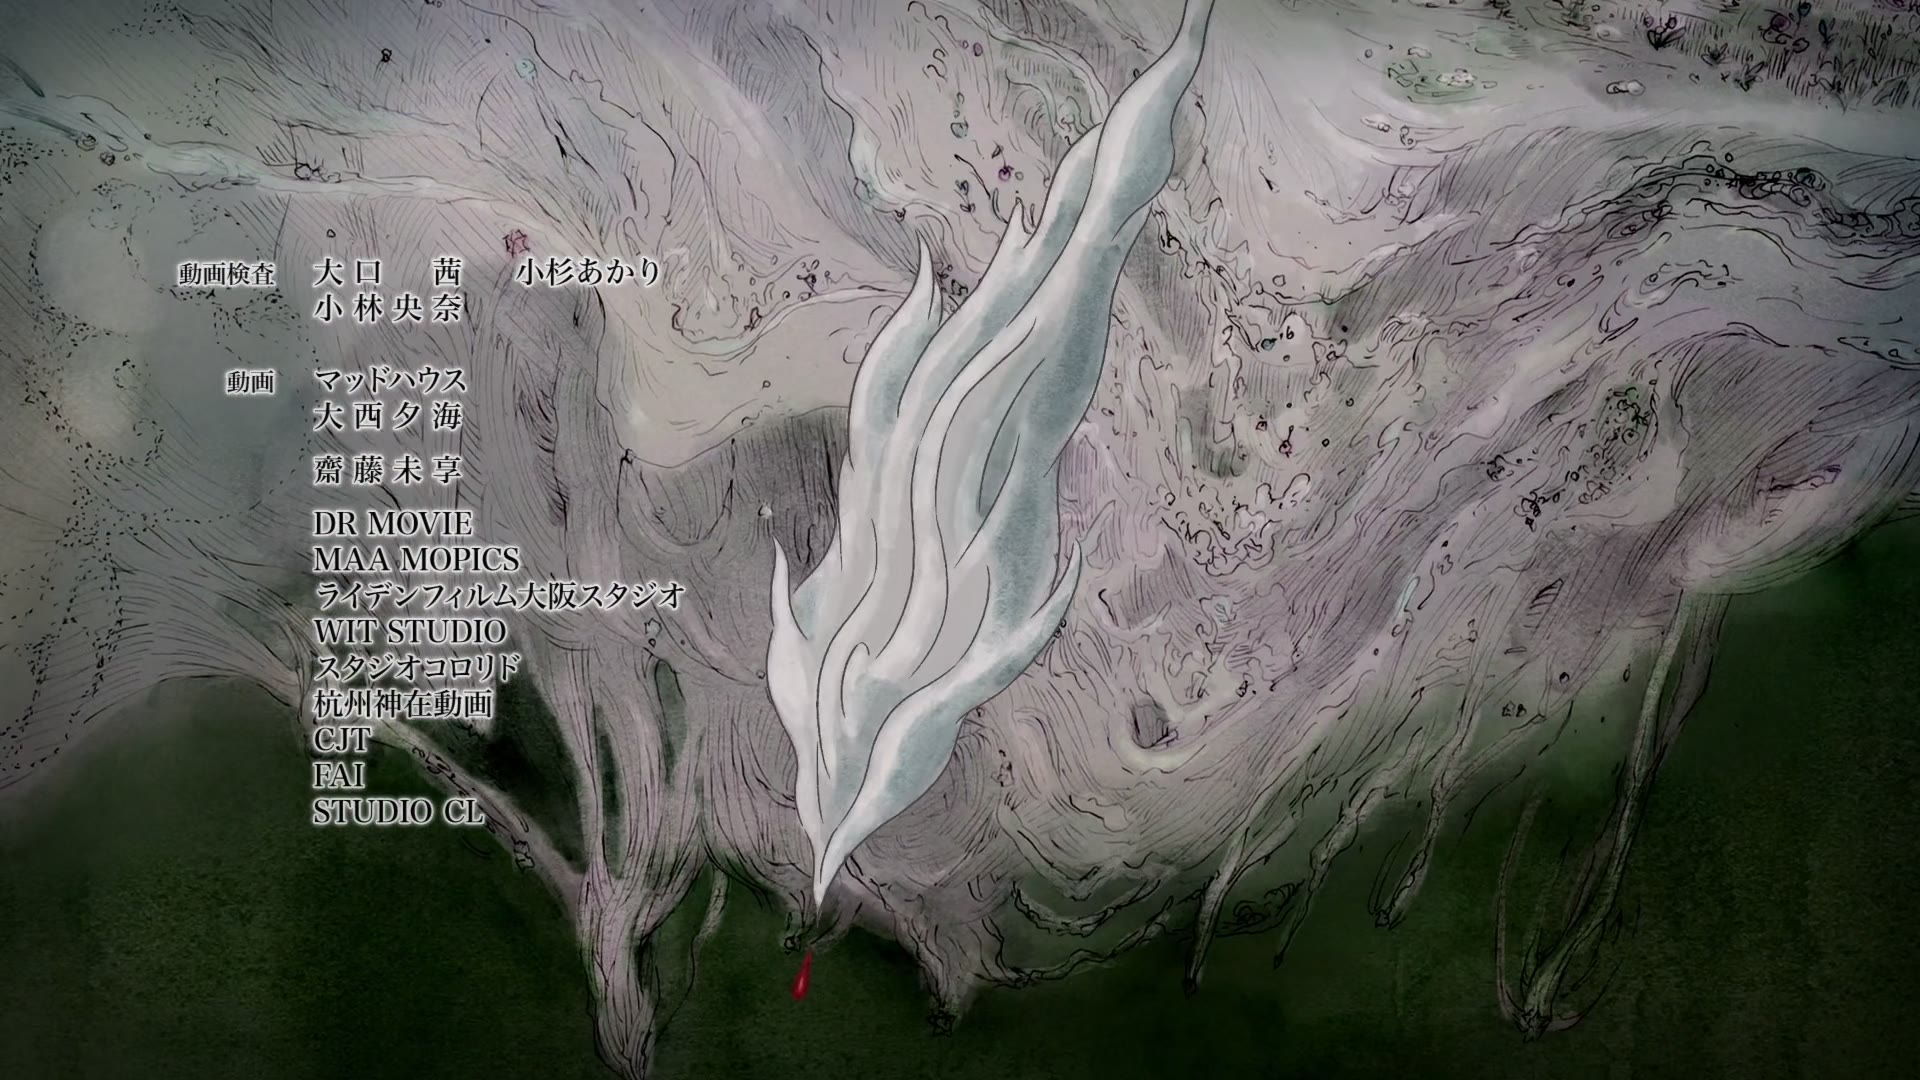 動画検査 大口 茜 小杉あかり
小林央奈
動画 マッドハウス
大西夕海
齋藤未享
DR MOVIE
MAA MOPICS
ライデンフィルム大阪スタジオ
WIT STUDIO
スタジオコロリド
杭州神在動画
CJT
FAI
STUDIO CL